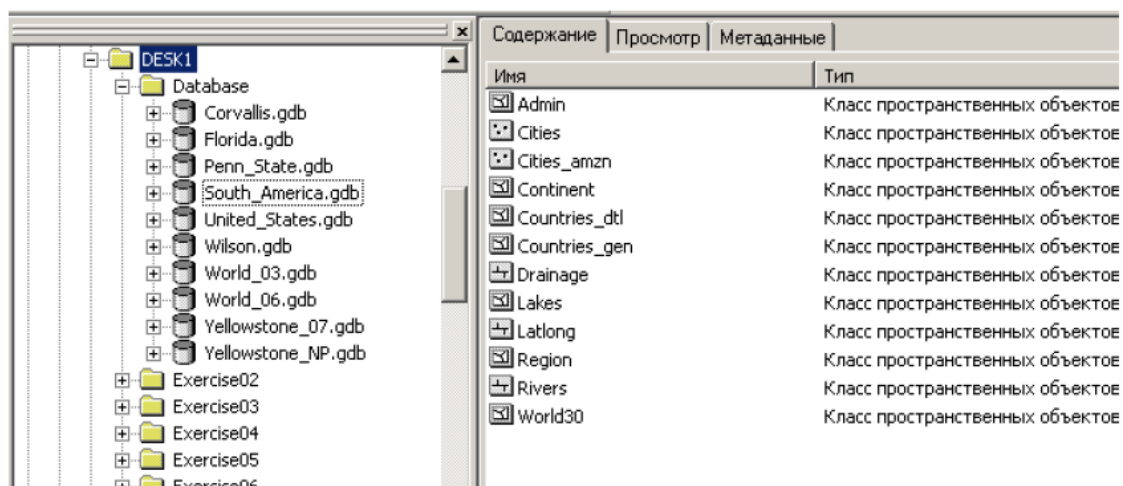 DESK1
Database
Corvallis.gdb
Florida.gdb
Penn_State.gdb
South_America.gdb
United_States.gdb
Wilson.gdb
World_03.gdb
World_06.gdb
Yellowstone_07.gdb
Yellowstone_NP.gdb
Exercise02
Exercise03
Exercise04
Exercise05
Exercise06
Содержание Просмотр Метаданные
Имя Тип
Admin Класс пространственных объектов
Cities Класс пространственных объектов
Cities_amzn Класс пространственных объектов
Continent Класс пространственных объектов
Countries_dtl Класс пространственных объектов
Countries_gen Класс пространственных объектов
Drainage Класс пространственных объектов
Lakes Класс пространственных объектов
Latlong Класс пространственных объектов
Region Класс пространственных объектов
Rivers Класс пространственных объектов
World30 Класс пространственных объектов